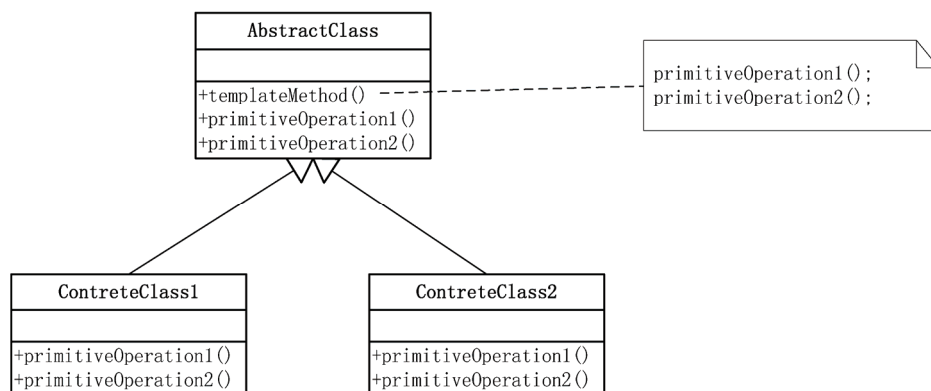 AbstractClass
+templateMethod()
+primitiveOperation1()
+primitiveOperation2()
primitiveOperation1();
primitiveOperation2();
ContreteClass1
+primitiveOperation1()
+primitiveOperation2()
ContreteClass2
+primitiveOperation1()
+primitiveOperation2()